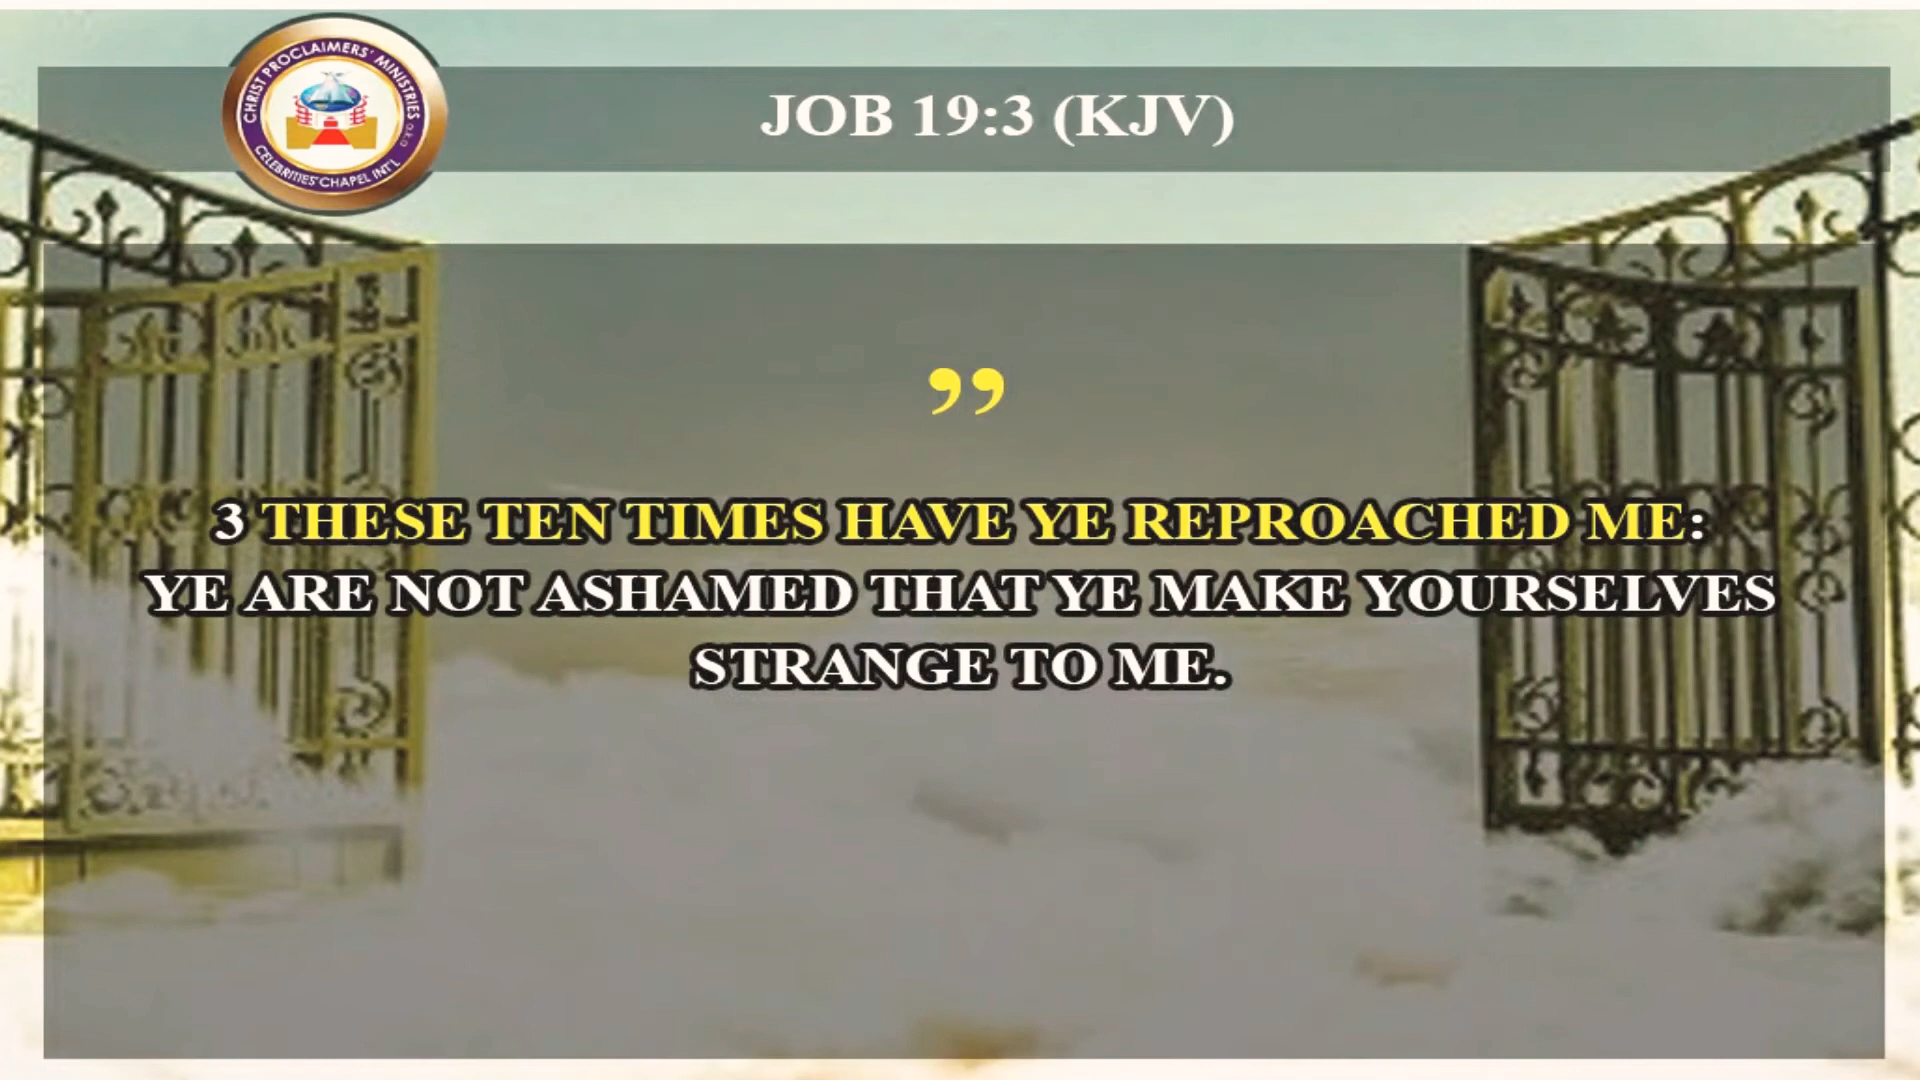 CHRIST PROCLAIMERS' MINISTRIES
CELEBRITIES' CHAPEL INT'L
JOB 19:3 (KJV)
”
3 THESE TEN TIMES HAVE YE REPROACHED ME:
YE ARE NOT ASHAMED THAT YE MAKE YOURSELVES
STRANGE TO ME.